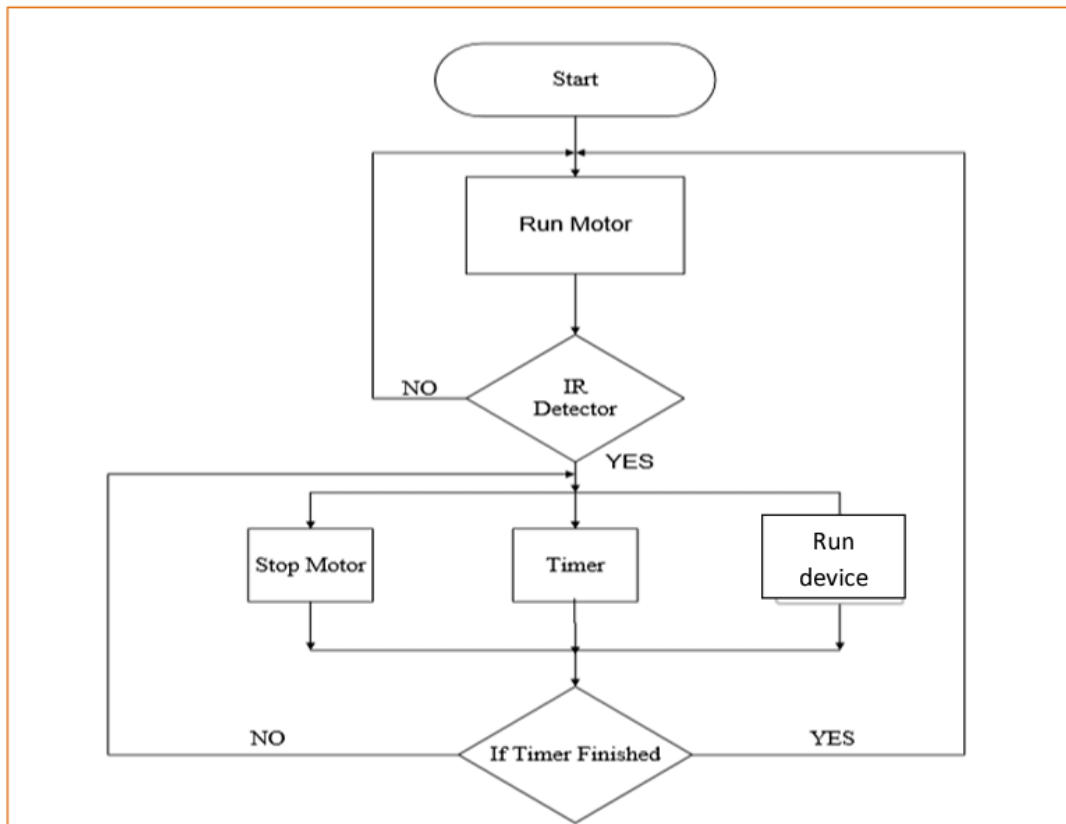 Start
Run Motor
IR
Detector
NO
YES
Stop Motor
Timer
Run
device
If Timer Finished
NO
YES